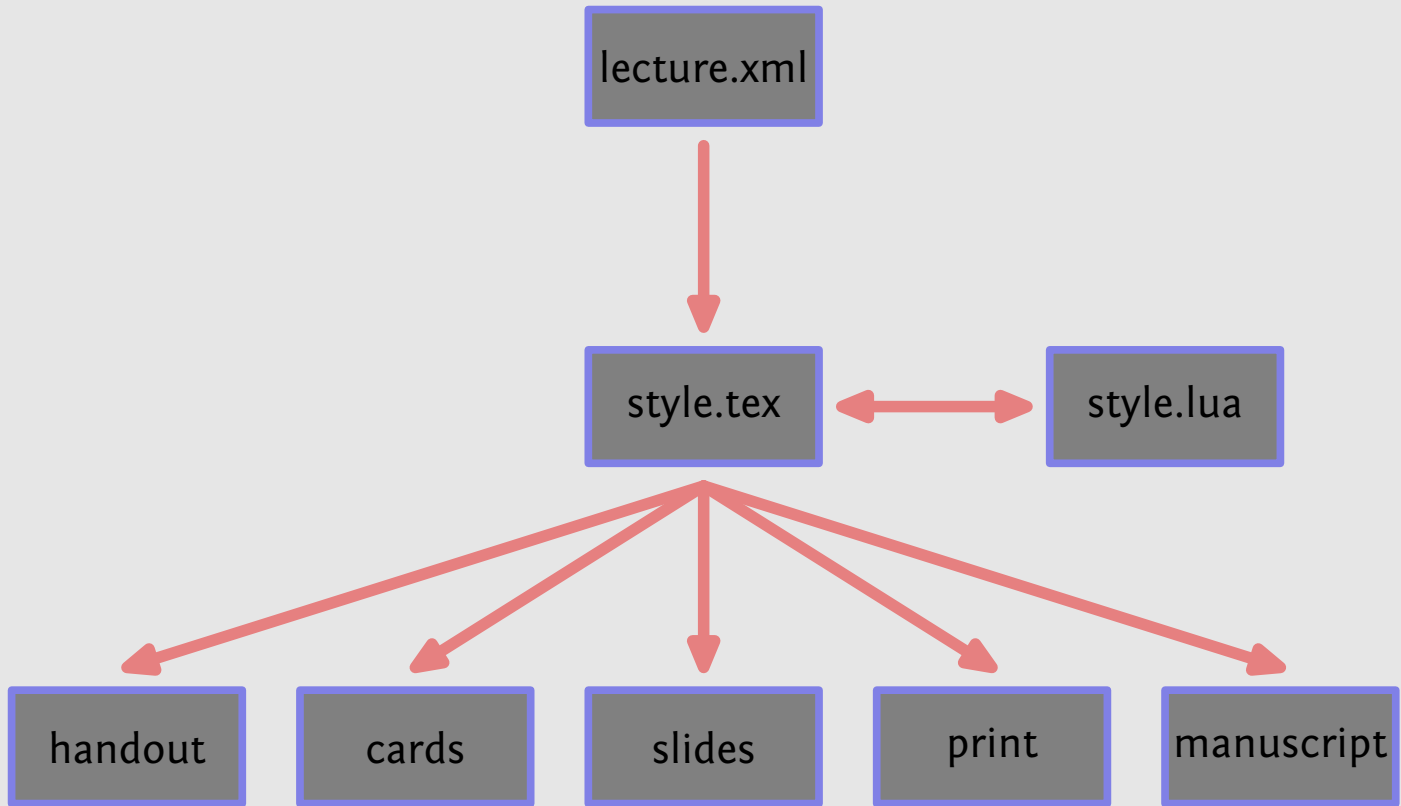 lecture.xml
style.tex
style.lua
handout
cards
slides
print
manuscript